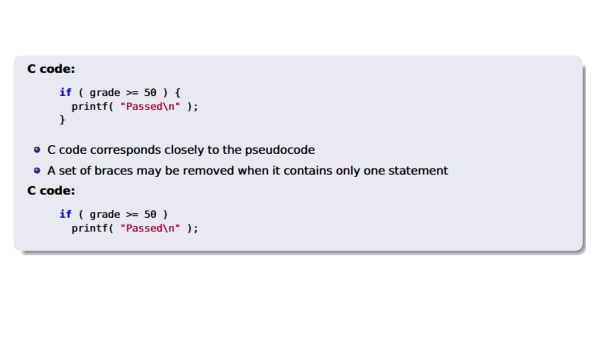 C code:
if ( grade >= 50 ) {
printf( "Passed\n" );
}
C code corresponds closely to the pseudocode
A set of braces may be removed when it contains only one statement
C code:
if ( grade >= 50 )
printf( "Passed\n" );